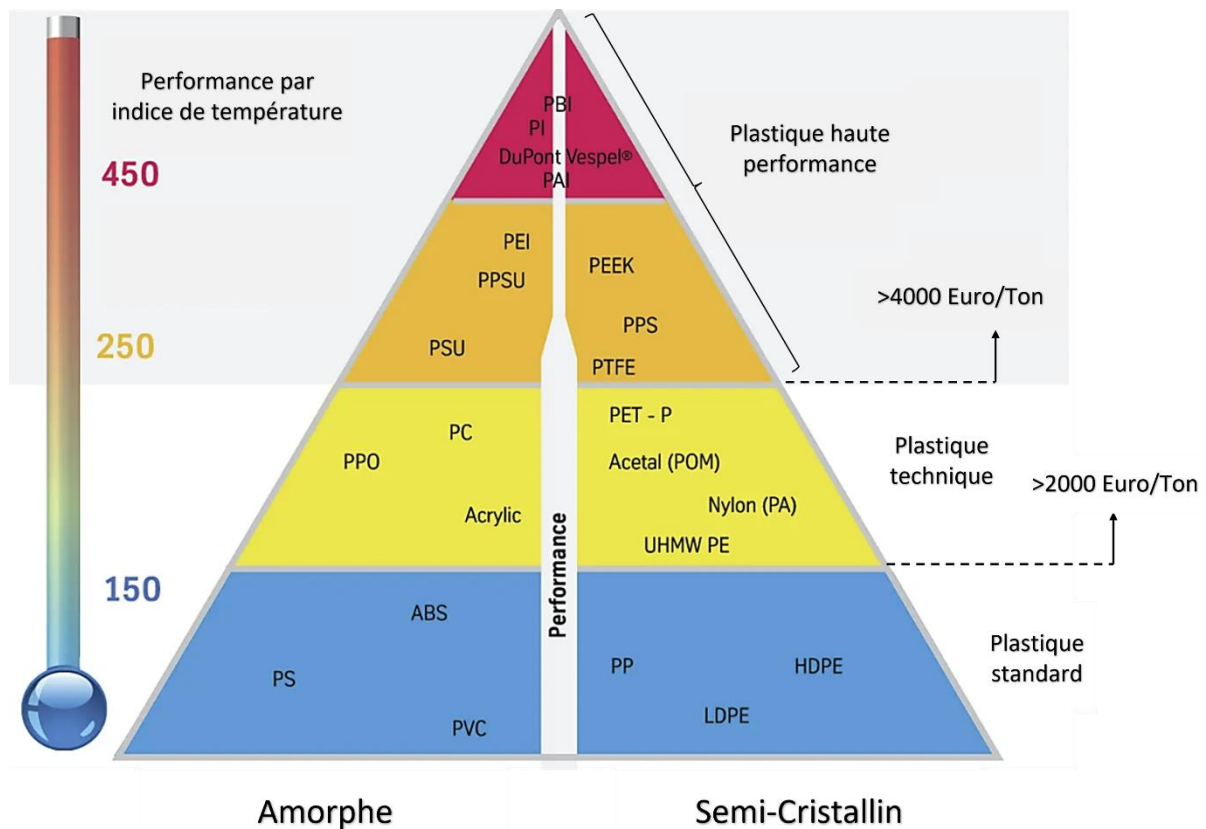 Performance par
indice de température
450
250
150
PBI
PI
DuPont Vespel®
PAI
PEI
PPSU
PSU
PEEK
PPS
PTFE
PC
PPO
Acrylic
PET - P
Acetal (POM)
Nylon (PA)
UHMW PE
ABS
PS
PVC
PP
HDPE
LDPE
Performance
Plastique haute
performance
>4000 Euro/Ton
Plastique
technique
>2000 Euro/Ton
Plastique
standard
Amorphe
Semi-Cristallin